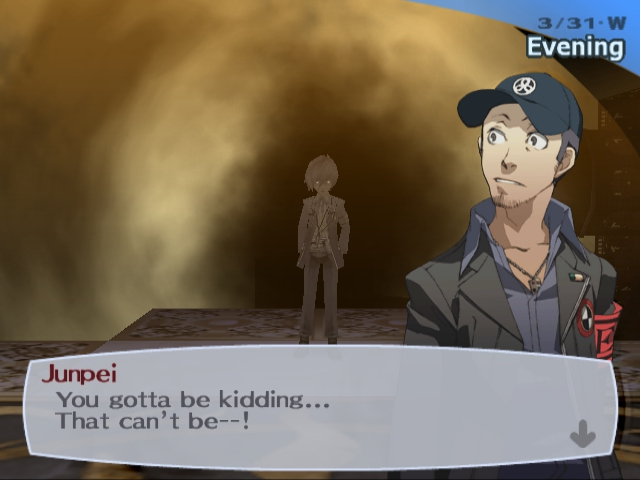 3/31·W
Evening
Junpei
You gotta be kidding...
That can't be--!